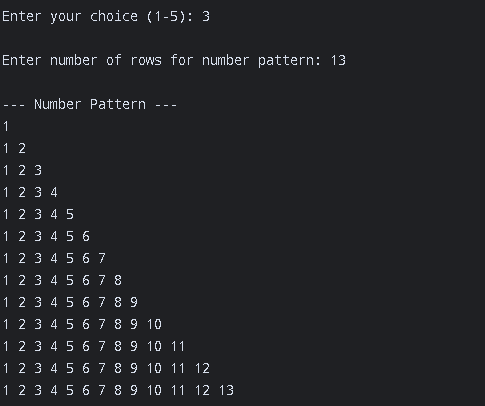 Enter your choice (1-5): 3
Enter number of rows for number pattern: 13
--- Number Pattern ---
1
1 2
1 2 3
1 2 3 4
1 2 3 4 5
1 2 3 4 5 6
1 2 3 4 5 6 7
1 2 3 4 5 6 7 8
1 2 3 4 5 6 7 8 9
1 2 3 4 5 6 7 8 9 10
1 2 3 4 5 6 7 8 9 10 11
1 2 3 4 5 6 7 8 9 10 11 12
1 2 3 4 5 6 7 8 9 10 11 12 13